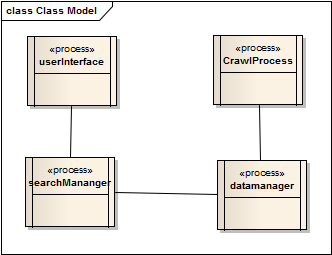 class Class Model
«process»
userInterface
«process»
CrawlProcess
«process»
searchMananger
«process»
datamanager